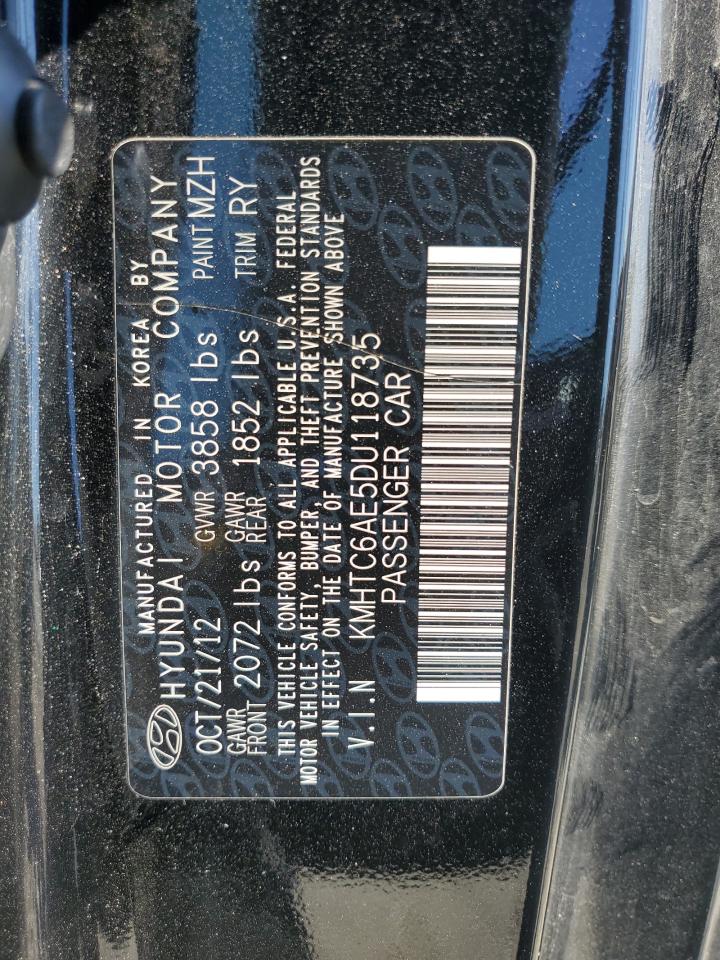 MANUFACTURED IN KOREA BY
HYUNDAI MOTOR COMPANY
OCT/21/12 GVWR 3858 lbs PAINT MZH
GAWR FRONT 2072 lbs GAWR REAR 1852 lbs TRIM RY
THIS VEHICLE CONFORMS TO ALL APPLICABLE U.S.A. FEDERAL
MOTOR VEHICLE SAFETY, BUMPER, AND THEFT PREVENTION STANDARDS
IN EFFECT ON THE DATE OF MANUFACTURE SHOWN ABOVE
V.I.N KMHTC6AE5DU118735
PASSENGER CAR